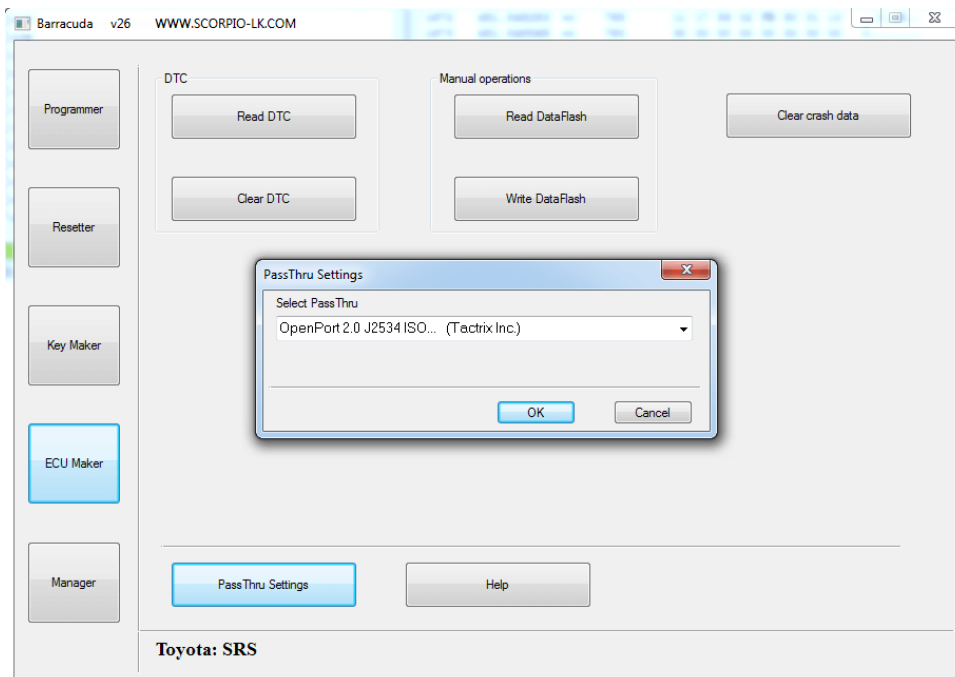 Barracuda v26 WWW.SCORPIO-LK.COM
Programmer
Resetter
Key Maker
ECU Maker
Manager
DTC
Read DTC
Clear DTC
Manual operations
Read DataFlash
Write DataFlash
Clear crash data
PassThru Settings
Select PassThru
OpenPort 2.0 J2534 ISO... (Tactrix Inc.)
OK Cancel
PassThru Settings
Help
Toyota: SRS